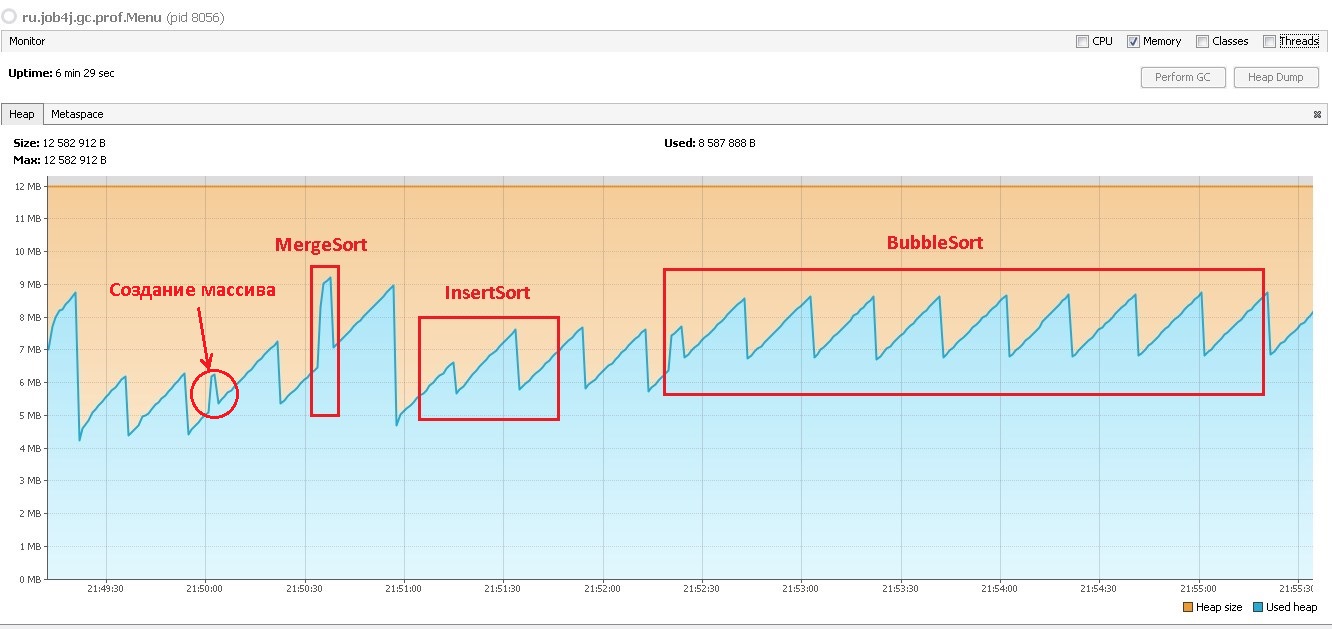 ru.job4j.gc.prof.Menu (pid 8056)
Monitor
CPU Memory Classes Threads
Uptime: 6 min 29 sec
Perform GC Heap Dump
Heap Metaspace
Size: 12 582 912 B
Used: 8 587 888 B
Max: 12 582 912 B
12 MB
11 MB
10 MB
9 MB
8 MB
7 MB
6 MB
5 MB
4 MB
3 MB
2 MB
1 MB
0 MB
BubbleSort
MergeSort
Создание массива
InsertSort
21:49:30 21:50:00 21:50:30 21:51:00 21:51:30 21:52:00 21:52:30 21:53:00 21:53:30 21:54:00 21:54:30 21:55:00 21:55:30
Heap size Used heap